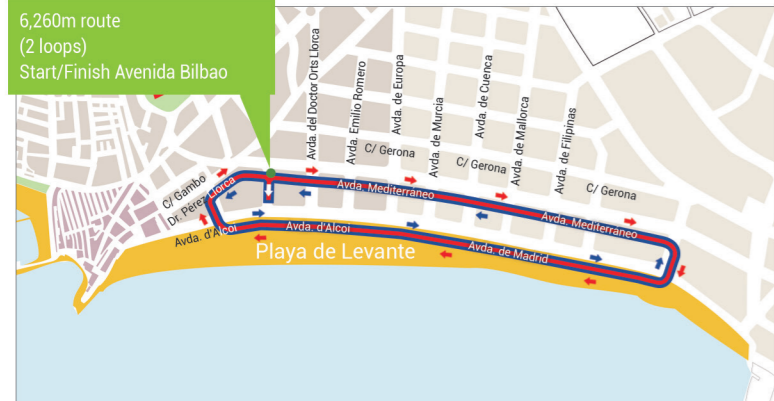 6,260m route
(2 loops)
Start/Finish Avenida Bilbao
Avda. del Doctor Orts Llorca
Avda. Emilio Romero
Avda. de Europa
Avda. de Murcia
Avda. de Cuenca
Avda. de Mallorca
Avda. de Filipinas
C/ Gerona
C/ Gerona
C/ Gerona
C/ Gambo
Dr. Pérez Llorca
Avda. Mediterráneo
Avda. Mediterráneo
Avda. d'Alcoi
Avda. d'Alcoi
Avda. de Madrid
Playa de Levante